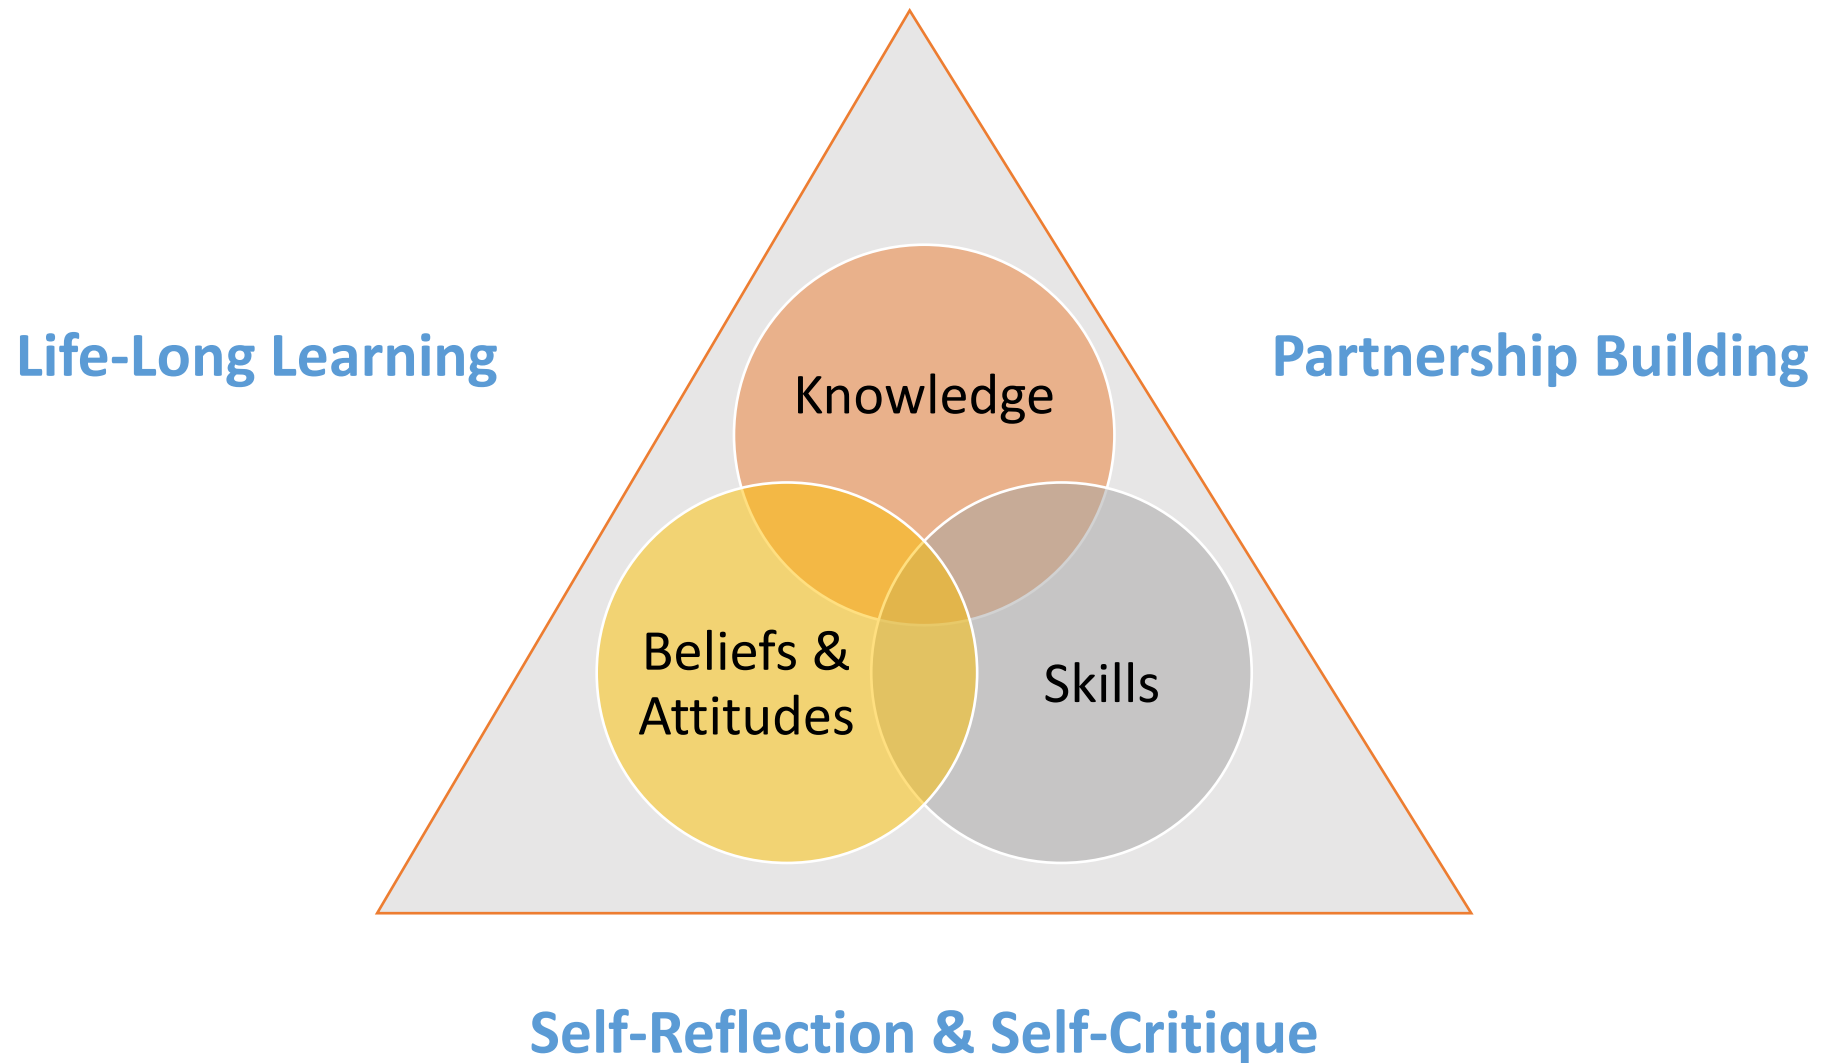 Life-Long Learning
Partnership Building
Knowledge
Beliefs &
Attitudes
Skills
Self-Reflection & Self-Critique